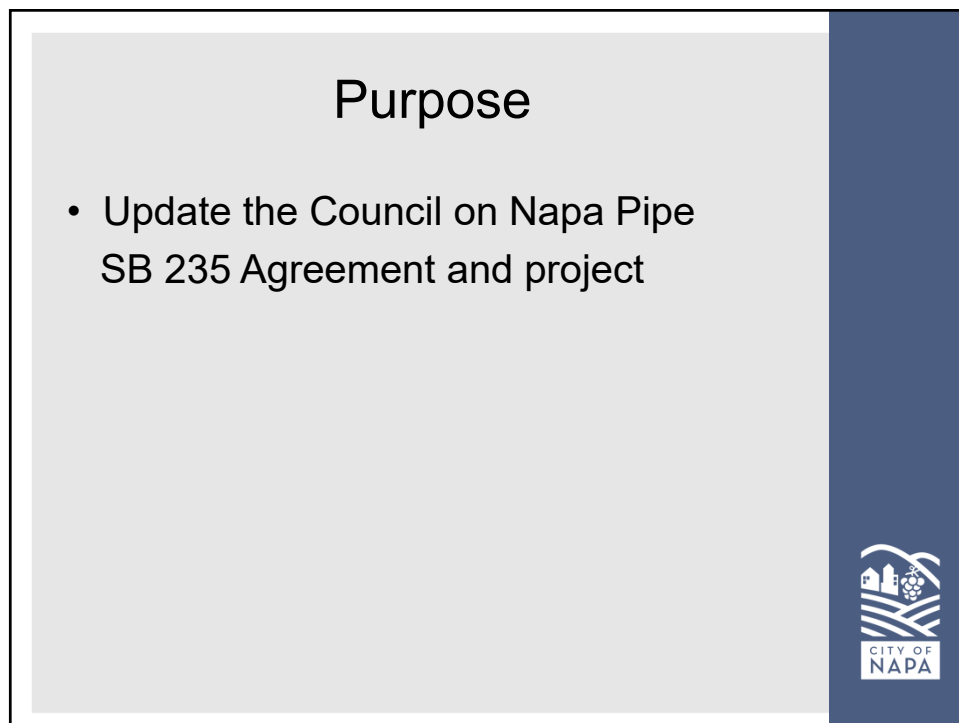 Purpose
• Update the Council on Napa Pipe
SB 235 Agreement and project
CITY OF
NAPA